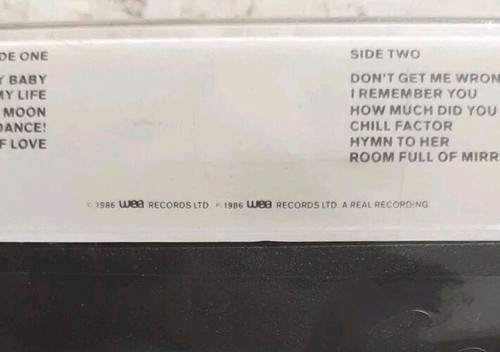 DE ONE
Y BABY
MY LIFE
MOON
DANCE!
F LOVE
SIDE TWO
DON'T GET ME WRON
I REMEMBER YOU
HOW MUCH DID YOU
CHILL FACTOR
HYMN TO HER
ROOM FULL OF MIRR
© 1986 wea RECORDS LTD. ℗ 1986 wea RECORDS LTD. A REAL RECORDING